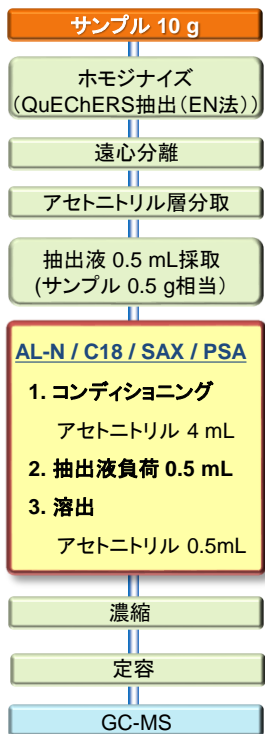 サンプル 10 g
ホモジナイズ
(QuEChERS抽出(EN法))
遠心分離
アセトニトリル層分取
抽出液 0.5 mL採取
(サンプル 0.5 g相当)
AL-N / C18 / SAX / PSA
1. コンディショニング
アセトニトリル 4 mL
2. 抽出液負荷 0.5 mL
3. 溶出
アセトニトリル 0.5mL
濃縮
定容
GC-MS